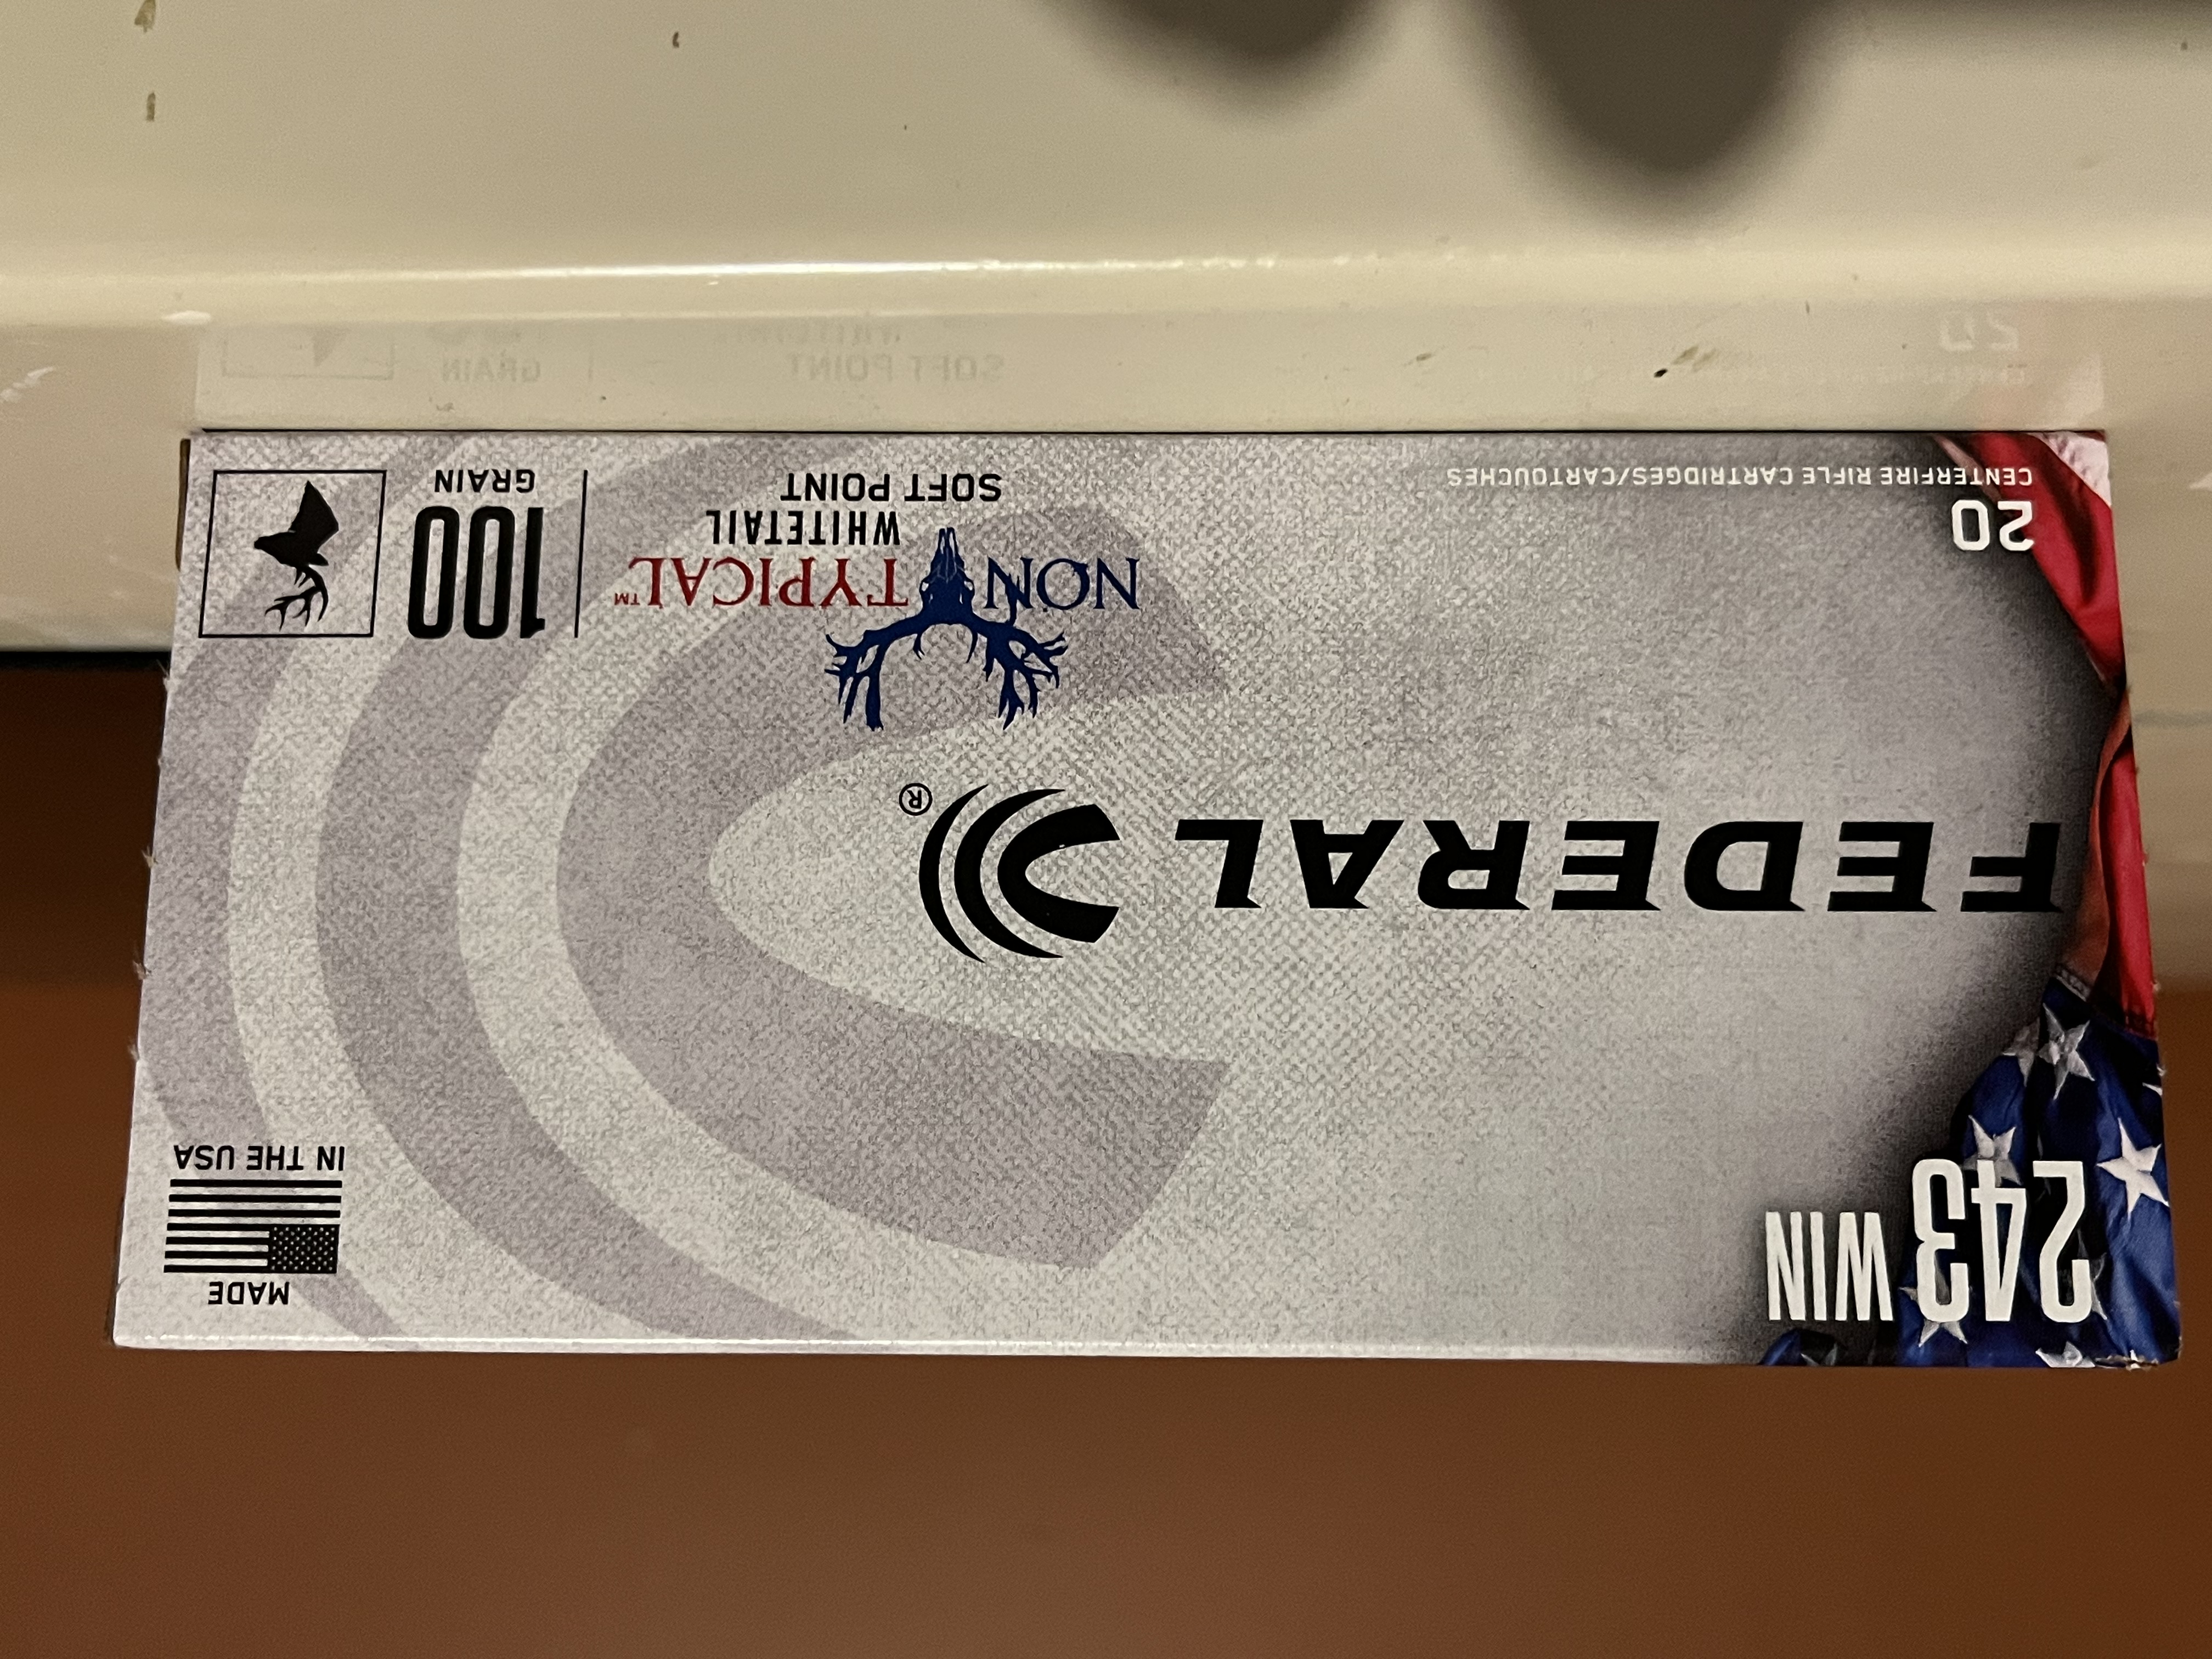 243 WIN
MADE
IN THE USA
FEDERAL ®
NON TYPICAL™
WHITETAIL
SOFT POINT
100
GRAIN
20
CENTERFIRE RIFLE CARTRIDGES/CARTOUCHES